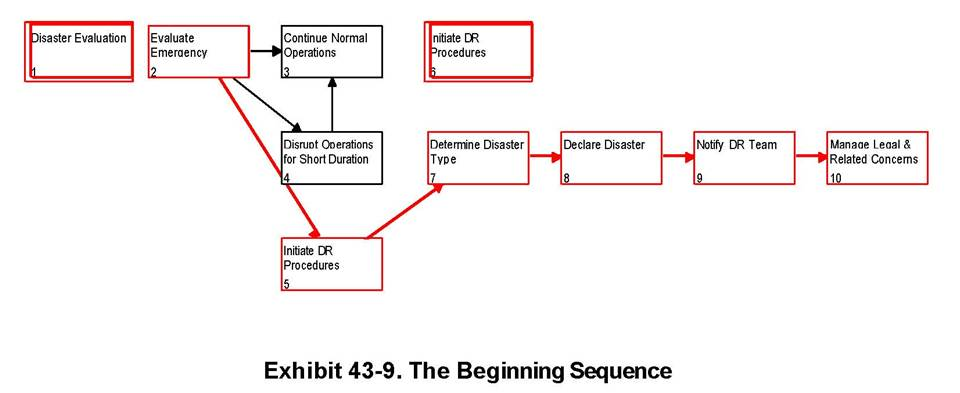 Disaster Evaluation
1
Evaluate
Emergency
2
Continue Normal
Operations
3
Initiate DR
Procedures
6
Disrupt Operations
for Short Duration
4
Determine Disaster
Type
7
Declare Disaster
8
Notify DR Team
9
Manage Legal &
Related Concerns
10
Initiate DR
Procedures
5
Exhibit 43-9. The Beginning Sequence